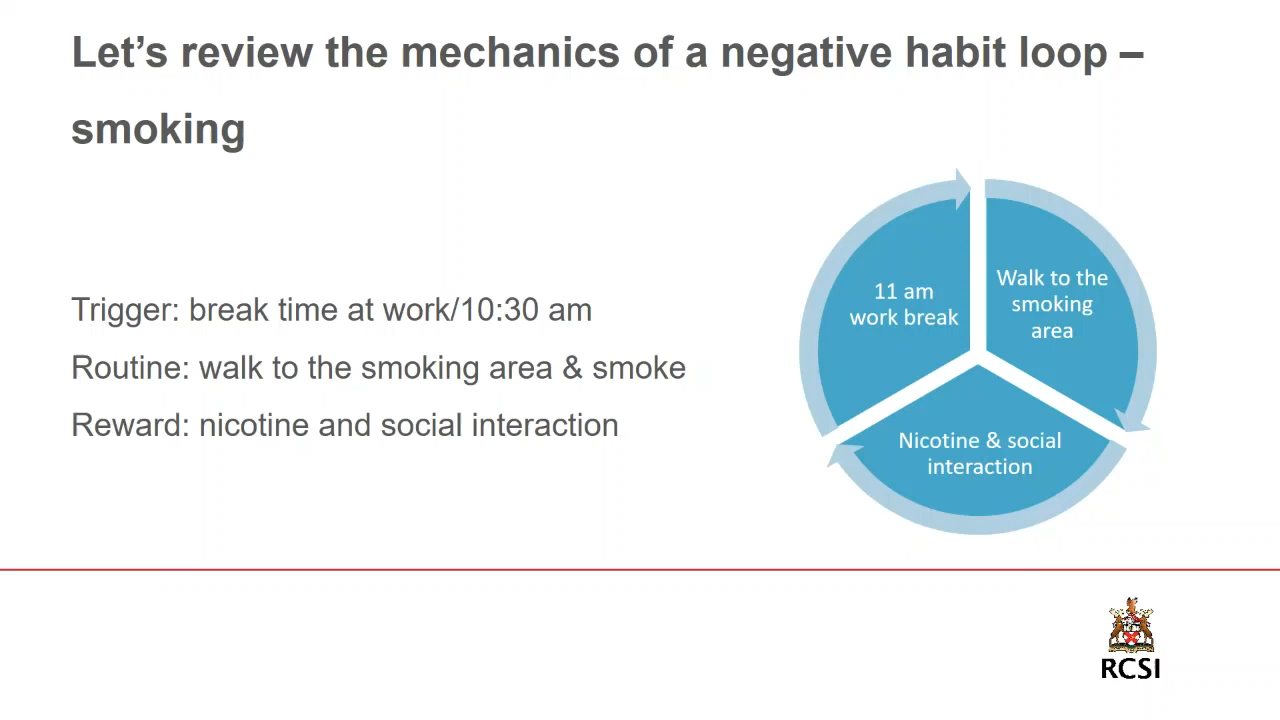 Let’s review the mechanics of a negative habit loop –
smoking
Trigger: break time at work/10:30 am
Routine: walk to the smoking area & smoke
Reward: nicotine and social interaction
11 am
work break
Walk to the
smoking
area
Nicotine & social
interaction
RCSI